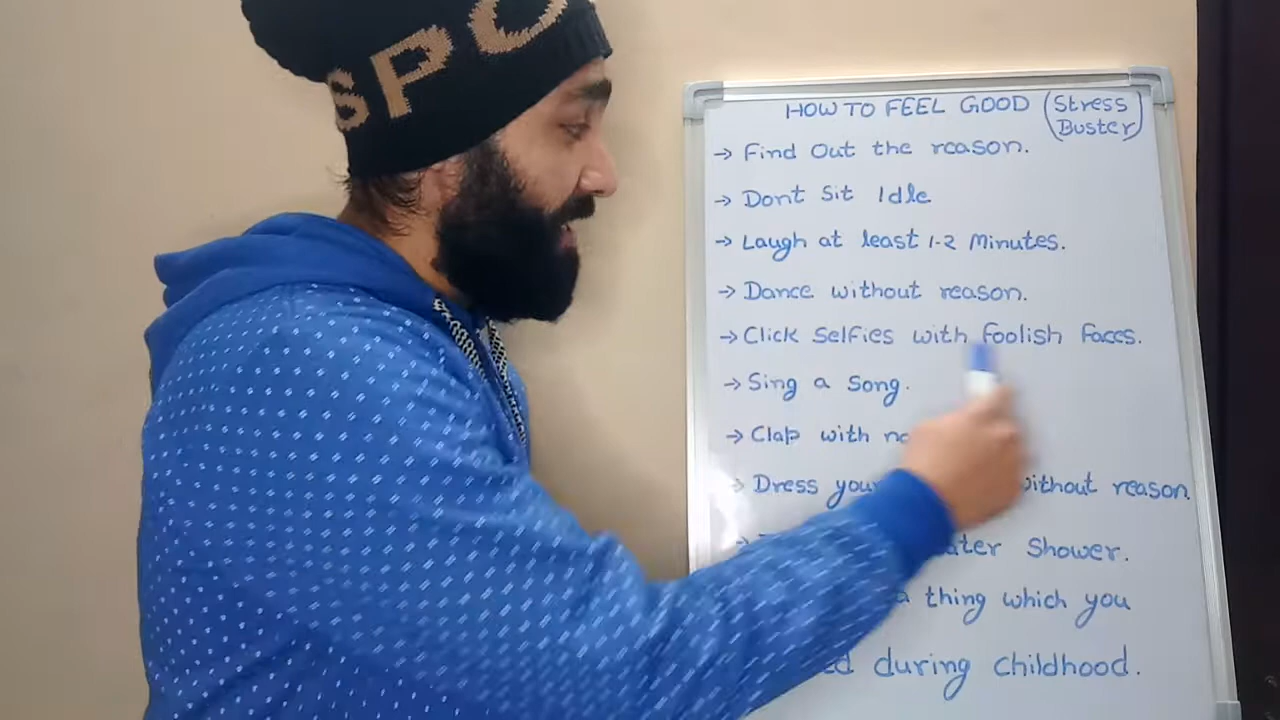 SPO
HOW TO FEEL GOOD (Stress Buster)
→ Find Out the reason.
→ Dont Sit Idle
→ Laugh at least 1-2 Minutes.
→ Dance without reason.
→ Click Selfies with foolish faces.
→ Sing a Song.
→ Clap with
→ Dress without reason.
Shower.
a thing which you
during childhood.